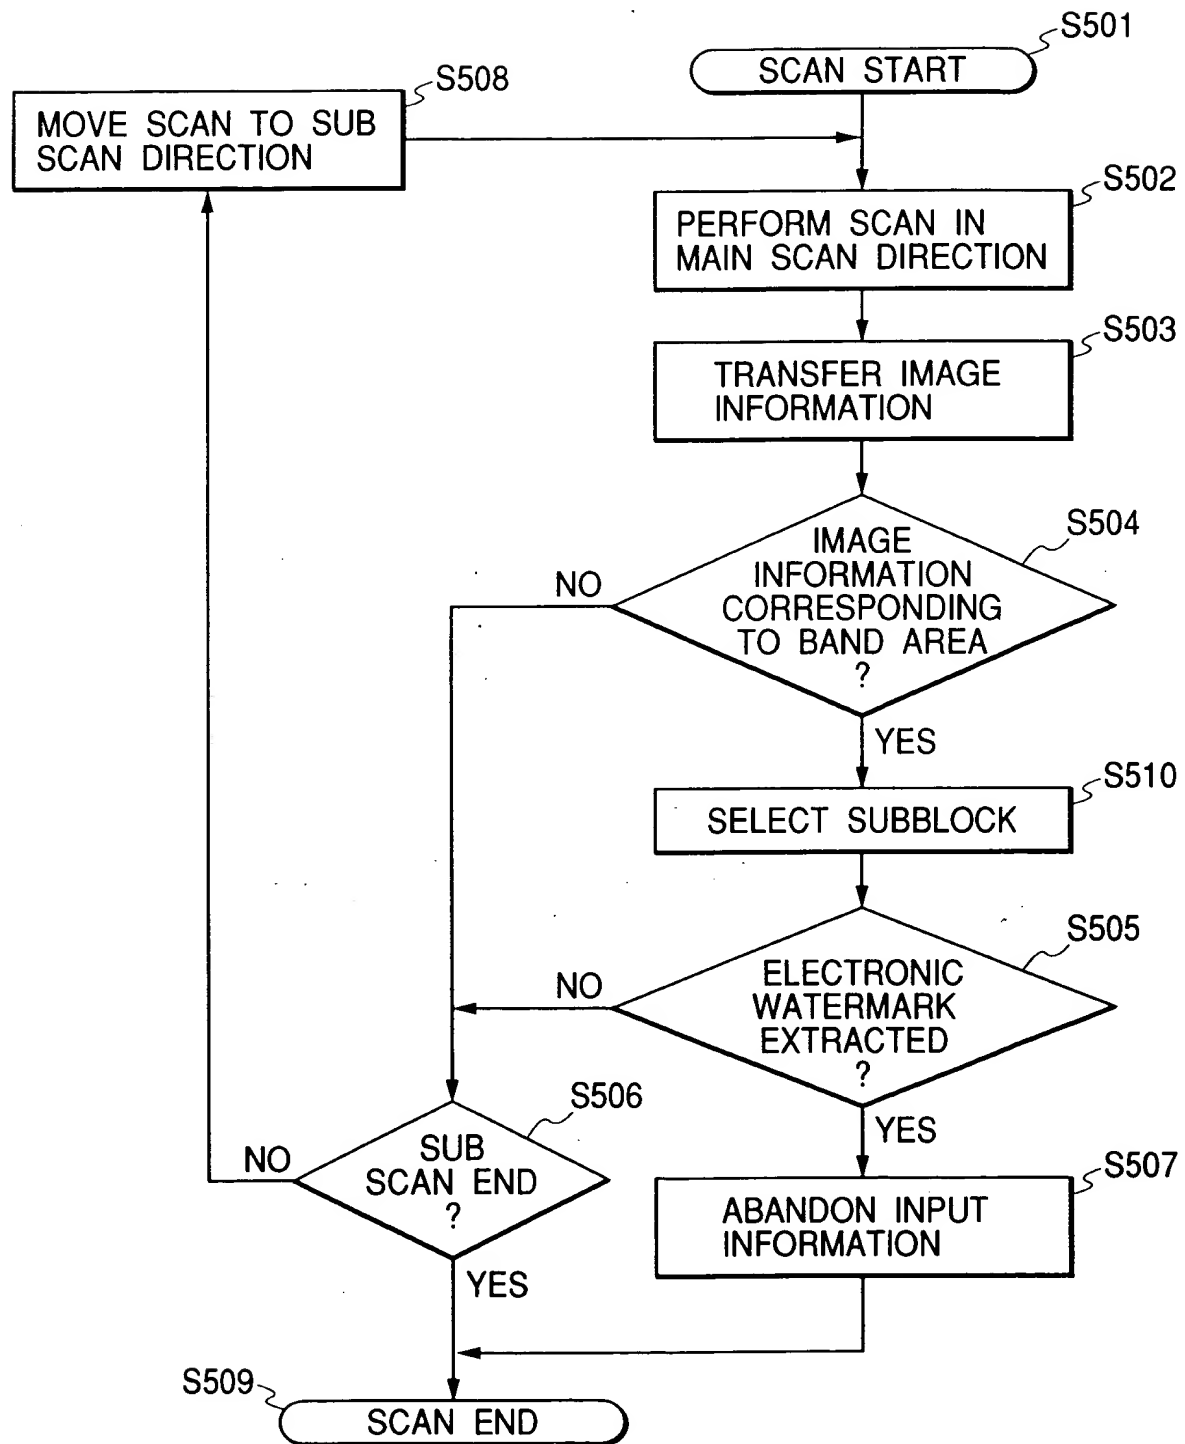 S501
SCAN START
S508
MOVE SCAN TO SUB
SCAN DIRECTION
S502
PERFORM SCAN IN
MAIN SCAN DIRECTION
S503
TRANSFER IMAGE
INFORMATION
S504
IMAGE
INFORMATION
CORRESPONDING
TO BAND AREA
?
NO
YES
S510
SELECT SUBBLOCK
S505
ELECTRONIC
WATERMARK
EXTRACTED
?
NO
YES
S506
SUB
SCAN END
?
NO
YES
S507
ABANDON INPUT
INFORMATION
S509
SCAN END